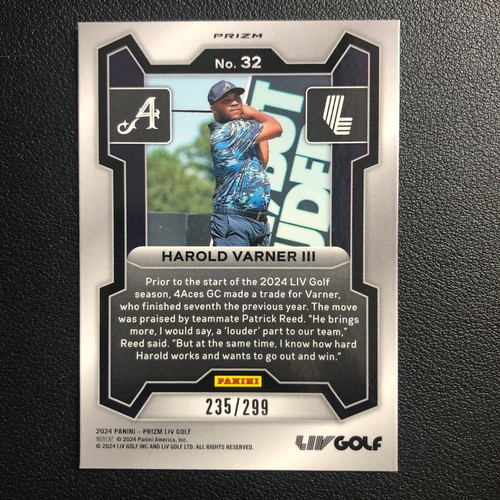 PRIZM
No. 32
A
HAROLD VARNER III
Prior to the start of the 2024 LIV Golf
season, 4Aces GC made a trade for Varner,
who finished seventh the previous year. The move
was praised by teammate Patrick Reed. “He brings
more, I would say, a ‘louder’ part to our team,”
Reed said. “But at the same time, I know how hard
Harold works and wants to go out and win.”
PANINI
235/299
2024 PANINI – PRIZM LIV GOLF
© 2024 Panini America, Inc.
© 2024 LIV GOLF INC AND LIV GOLF LTD. ALL RIGHTS RESERVED.
LIV GOLF